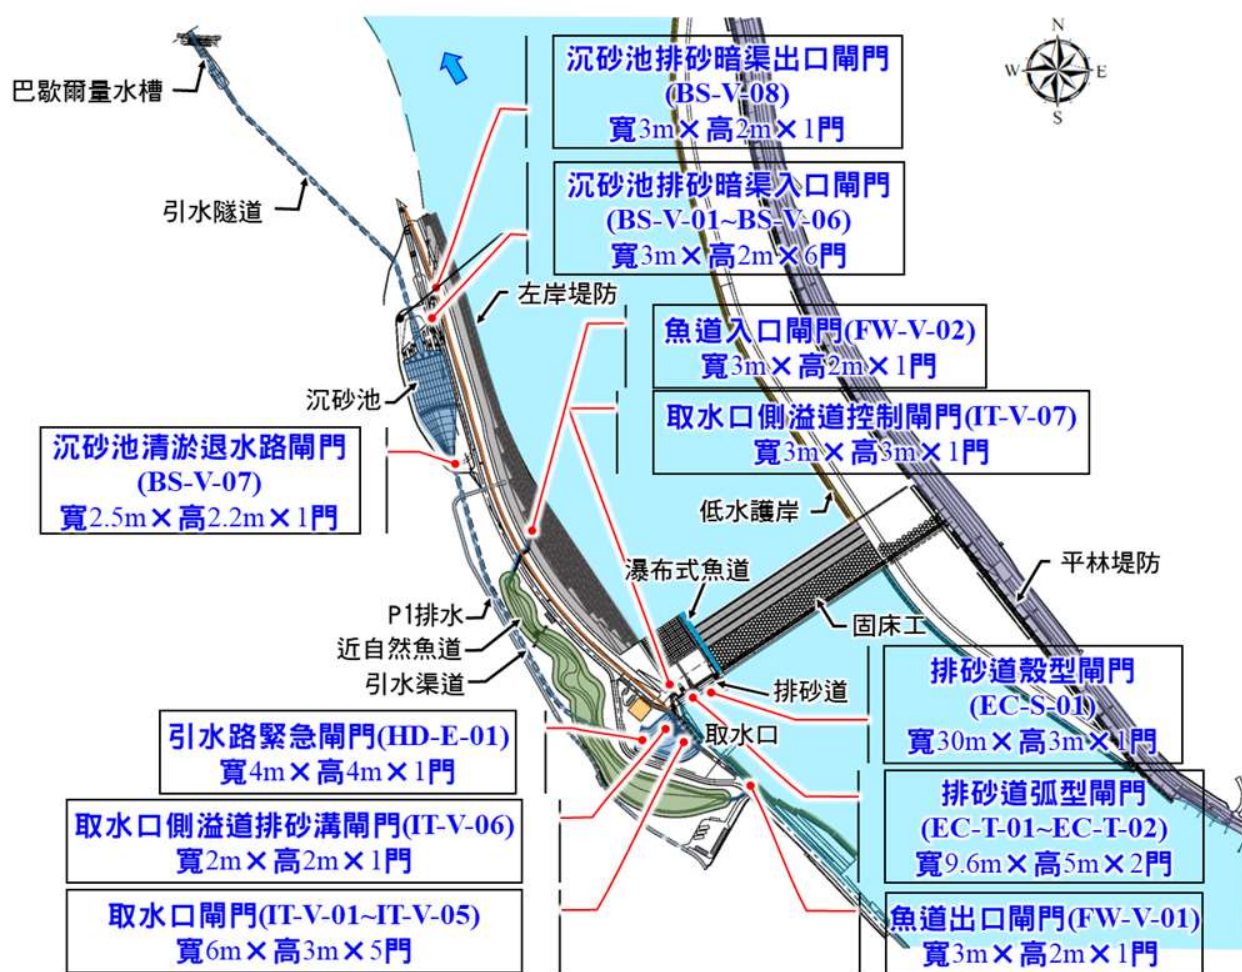 N
W
E
S
沉砂池排砂暗渠出口閘門
(BS-V-08)
寬3m×高2m×1門
巴歇爾量水槽
沉砂池排砂暗渠入口閘門
(BS-V-01~BS-V-06)
寬3m×高2m×6門
引水隧道
左岸堤防
魚道入口閘門(FW-V-02)
寬3m×高2m×1門
沉砂池
取水口側溢道控制閘門(IT-V-07)
寬3m×高3m×1門
沉砂池清淤退水路閘門
(BS-V-07)
寬2.5m×高2.2m×1門
低水護岸
瀑布式魚道
平林堤防
P1排水
固床工
近自然魚道
引水渠道
排砂道
排砂道殼型閘門
(EC-S-01)
寬30m×高3m×1門
取水口
引水路緊急閘門(HD-E-01)
寬4m×高4m×1門
排砂道弧型閘門
(EC-T-01~EC-T-02)
寬9.6m×高5m×2門
取水口側溢道排砂溝閘門(IT-V-06)
寬2m×高2m×1門
取水口閘門(IT-V-01~IT-V-05)
寬6m×高3m×5門
魚道出口閘門(FW-V-01)
寬3m×高2m×1門